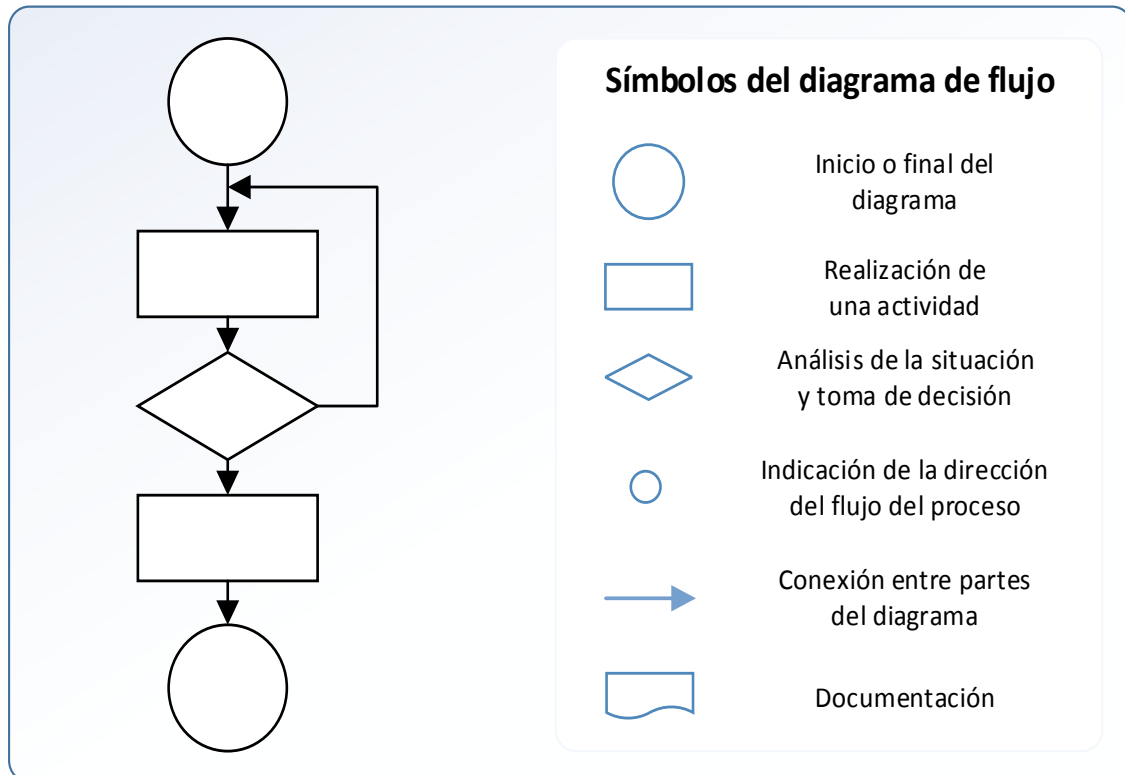 Símbolos del diagrama de flujo
Inicio o final del
diagrama
Realización de
una actividad
Análisis de la situación
y toma de decisión
Indicación de la dirección
del flujo del proceso
Conexión entre partes
del diagrama
Documentación